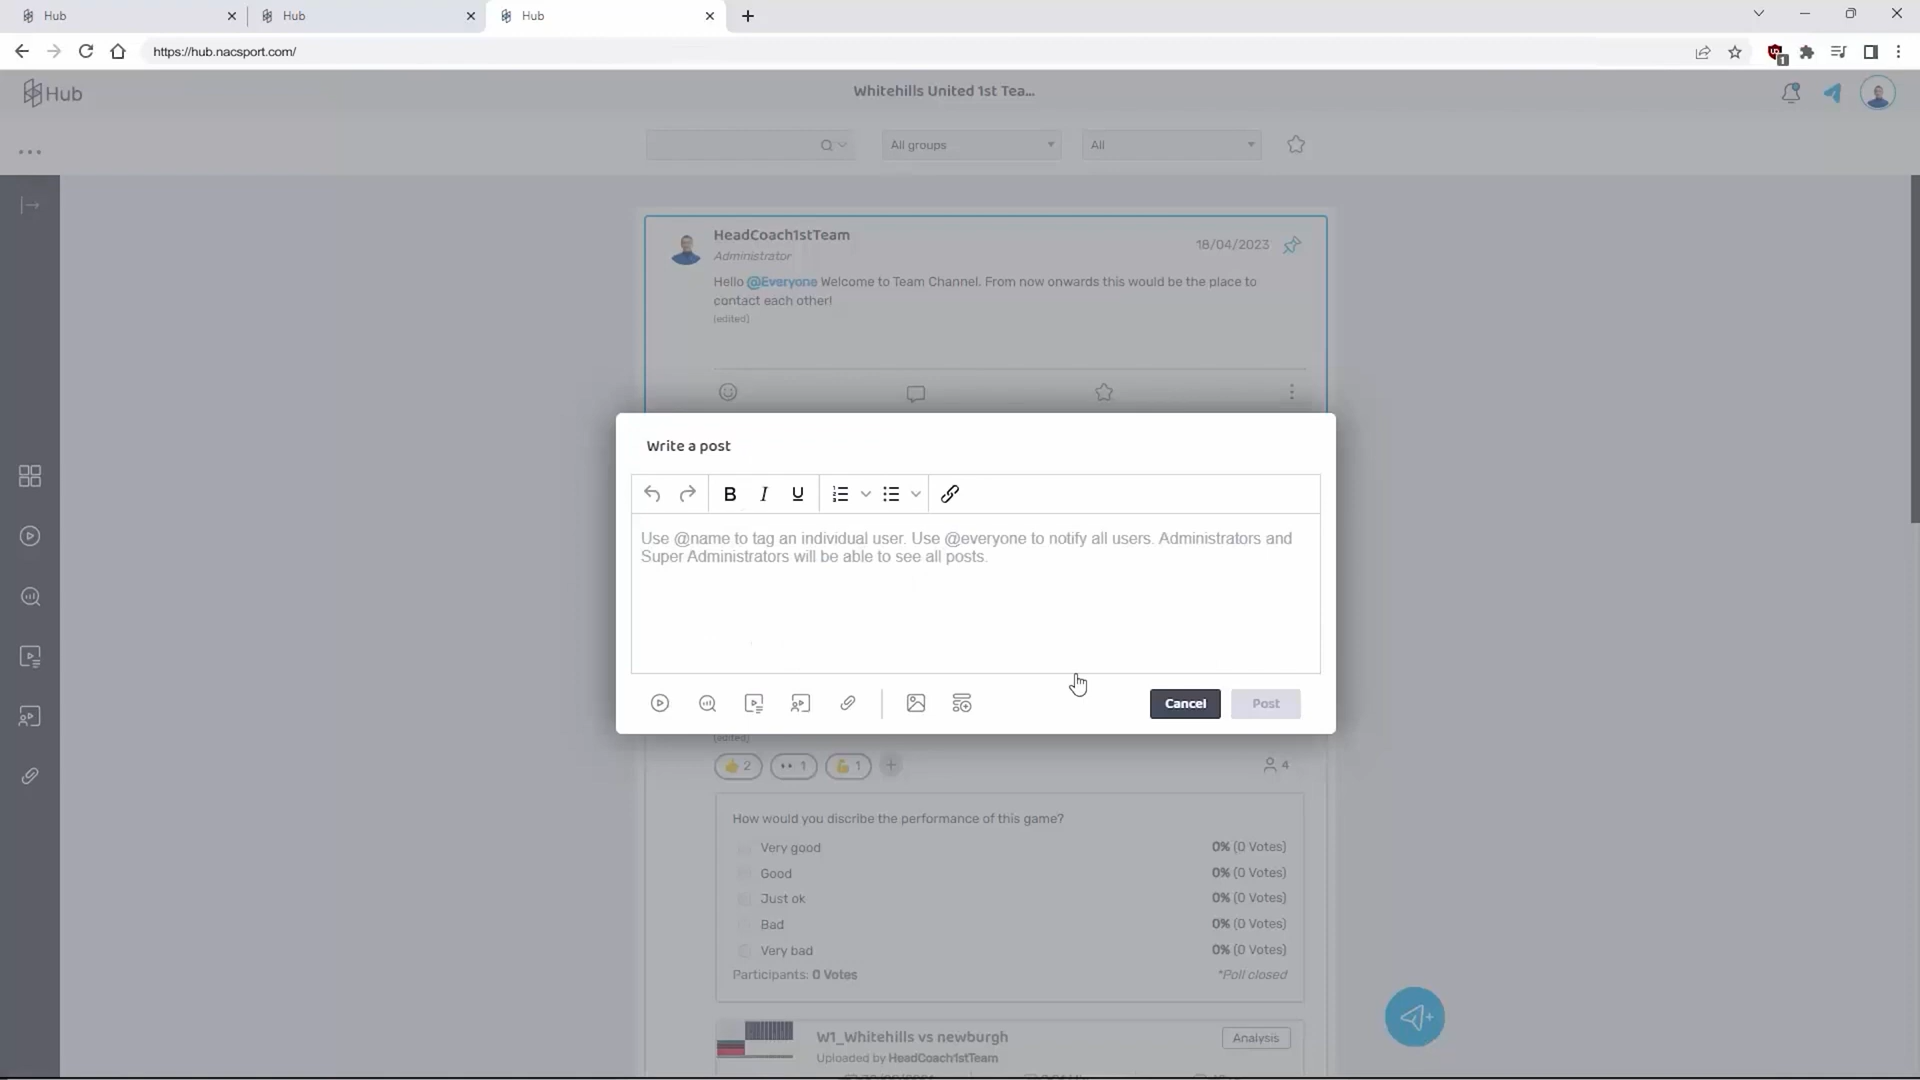 Hub
Hub
Hub
https://hub.nacsport.com/
1
Hub
Whitehills United 1st Tea...
All groups
All
HeadCoach1stTeam
18/04/2023
Administrator
Hello @Everyone Welcome to Team Channel. From now onwards this would be the place to
contact each other!
(edited)
Write a post
B I U
Use @name to tag an individual user. Use @everyone to notify all users. Administrators and
Super Administrators will be able to see all posts.
Cancel
Post
(edited)
2
1
1
+
4
How would you discribe the performance of this game?
Very good
0% (0 Votes)
Good
0% (0 Votes)
Just ok
0% (0 Votes)
Bad
0% (0 Votes)
Very bad
0% (0 Votes)
Participants: 0 Votes
*Poll closed
W1_Whitehills vs newburgh
Analysis
Uploaded by HeadCoach1stTeam